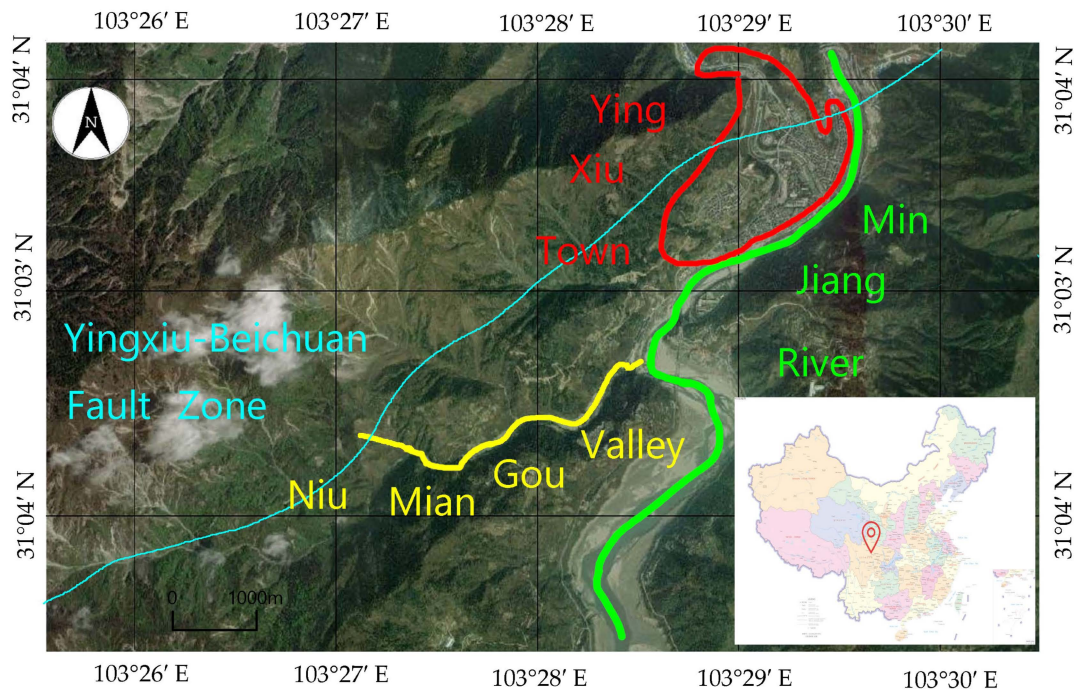 103°26′ E
103°27′ E
103°28′ E
103°29′ E
103°30′ E
31°04′ N
31°04′ N
N
Ying
Xiu
Town
Min
Jiang
River
31°03′ N
31°03′ N
Yingxiu-Beichuan
Fault Zone
Niu
Mian
Gou
Valley
31°04′ N
31°04′ N
0
1000m
103°26′ E
103°27′ E
103°28′ E
103°29′ E
103°30′ E